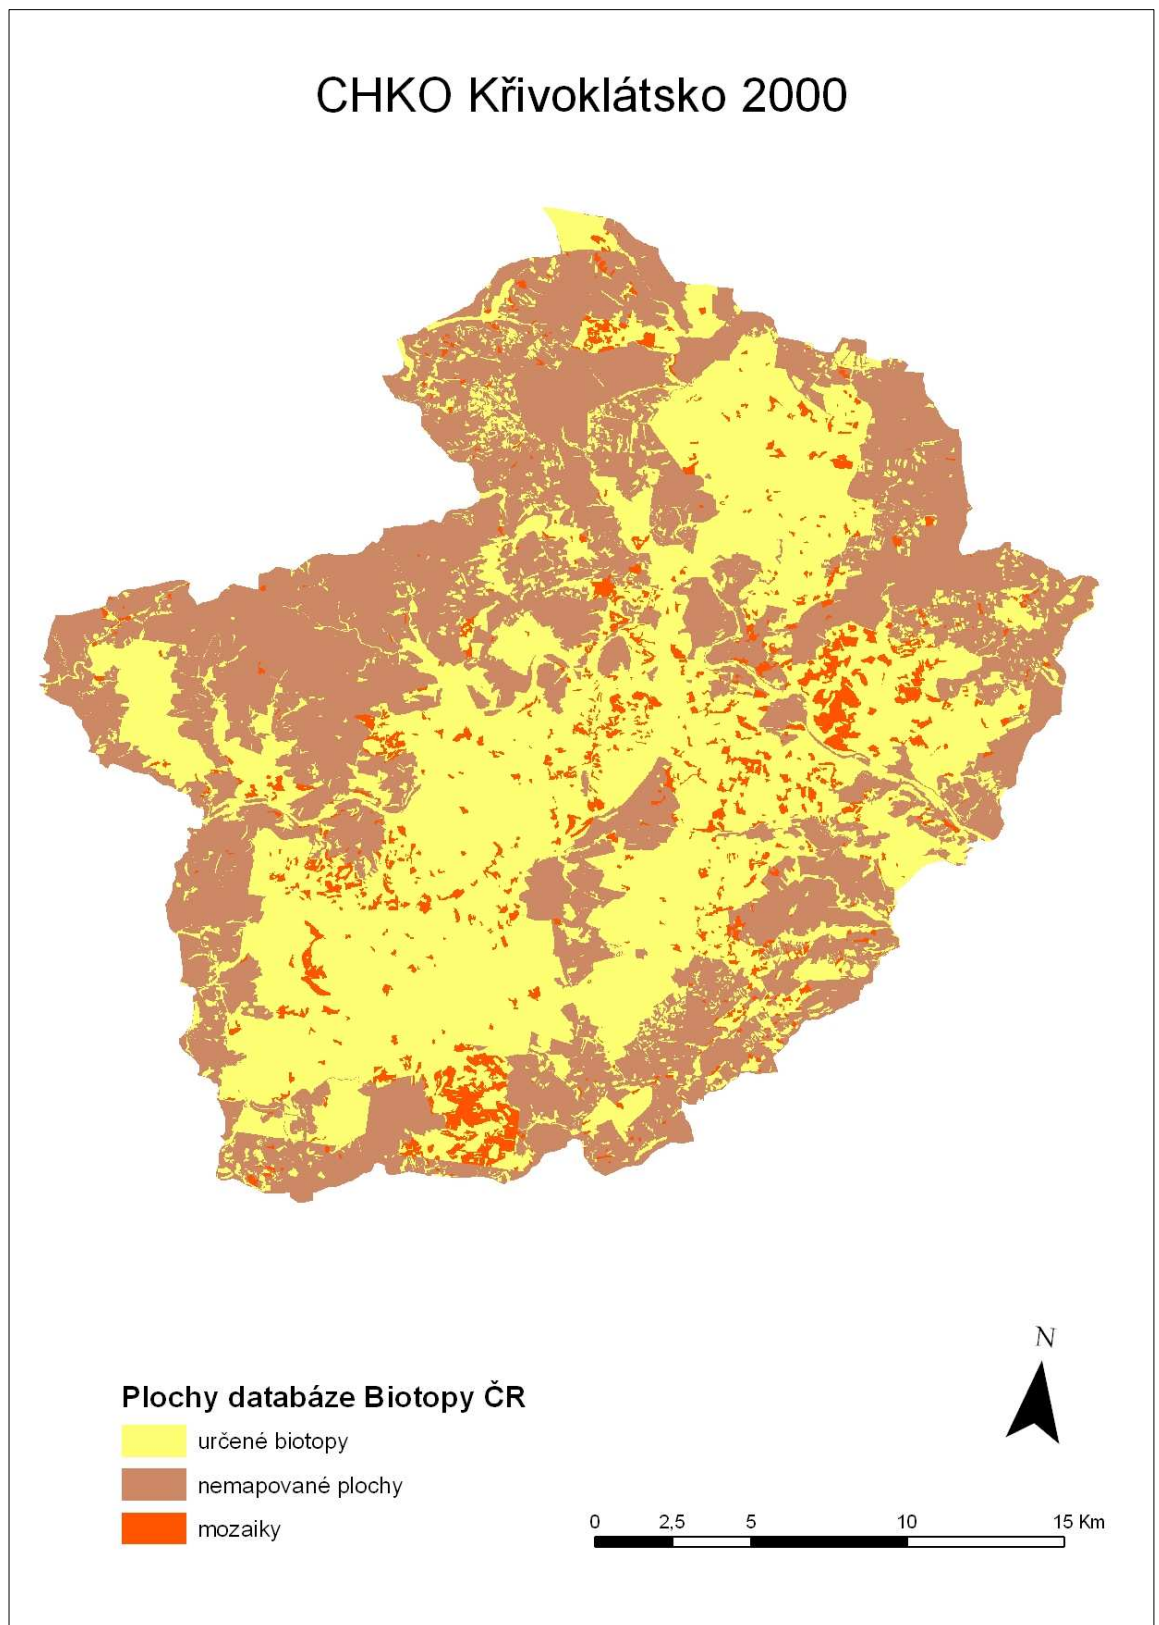 CHKO Křivoklátsko 2000
N
Plochy databáze Biotopy ČR
určené biotopy
nemapované plochy
mozaiky
0 2,5 5 10 15 Km